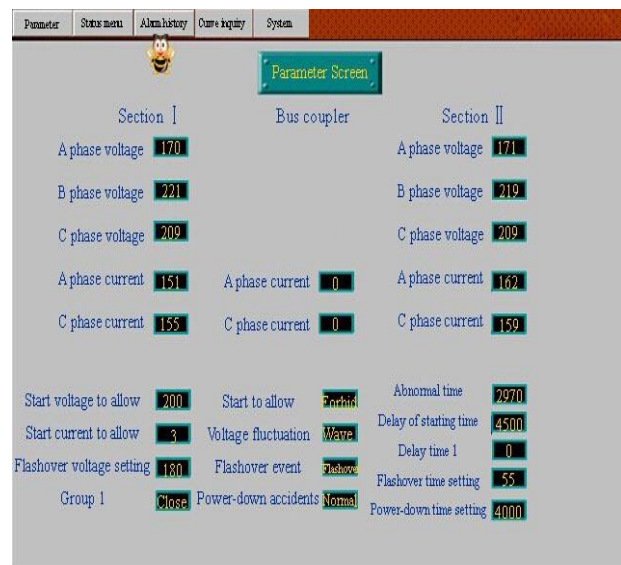 Parameter Status menu Alarm history Curve inquiry System
Parameter Screen
Section Ⅰ Bus coupler Section Ⅱ
A phase voltage 170 A phase voltage 171
B phase voltage 221 B phase voltage 219
C phase voltage 209 C phase voltage 209
A phase current 151 A phase current 0 A phase current 162
C phase current 155 C phase current 0 C phase current 159
Start voltage to allow 200 Start to allow Forbid Abnormal time 2970
Start current to allow 3 Voltage fluctuation Wave Delay of starting time 4500
Flashover voltage setting 180 Flashover event Flashove Delay time 1 0
Group 1 Close Power-down accidents Normal Flashover time setting 55
Power-down time setting 4000